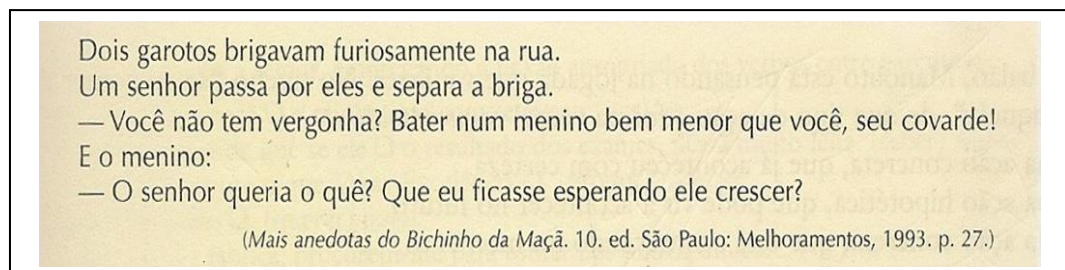 Dois garotos brigavam furiosamente na rua.
Um senhor passa por eles e separa a briga.
— Você não tem vergonha? Bater num menino bem menor que você, seu covarde!
E o menino:
— O senhor queria o quê? Que eu ficasse esperando ele crescer?
(Mais anedotas do Bichinho da Maçã. 10. ed. São Paulo: Melhoramentos, 1993. p. 27.)